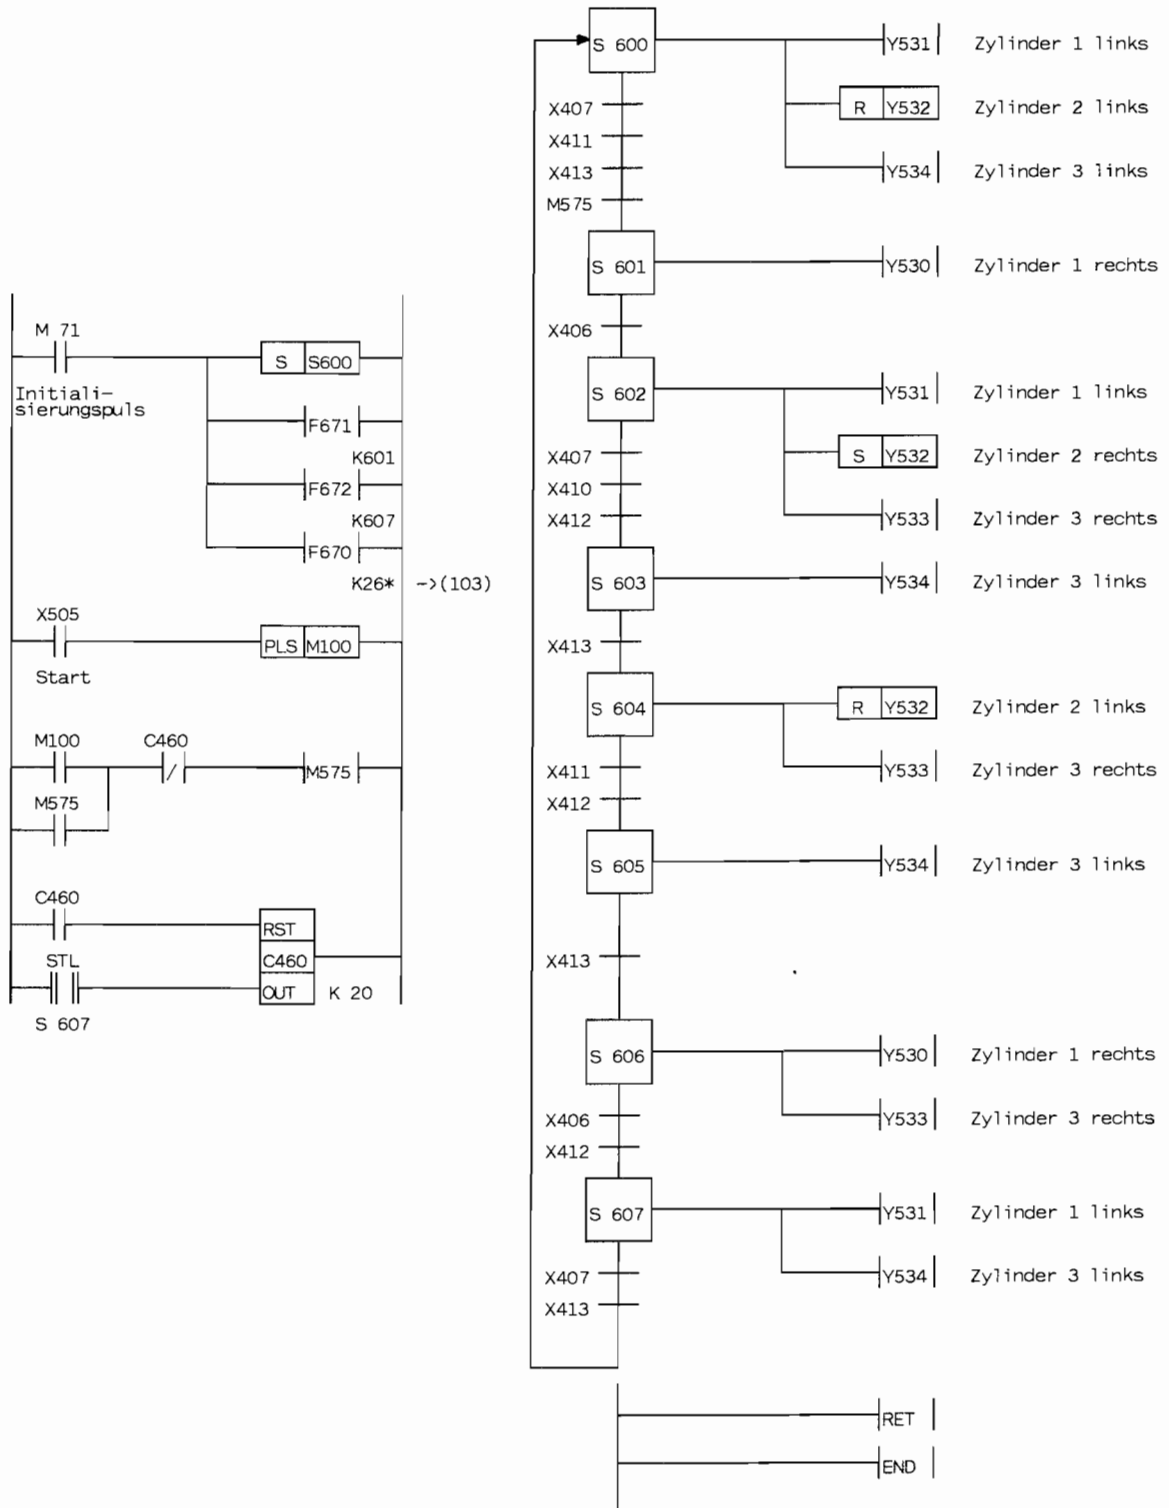 M 71
S S600
Initiali-
sierungspuls
F671
K601
F672
K607
F670
K26* ->(103)
X505
PLS M100
Start
M100 C460
M575
M575
C460
RST
STL
C460
OUT K 20
S 607
S 600 Y531 Zylinder 1 links
X407 R Y532 Zylinder 2 links
X411
X413 Y534 Zylinder 3 links
M575
S 601 Y530 Zylinder 1 rechts
X406
S 602 Y531 Zylinder 1 links
X407 S Y532 Zylinder 2 rechts
X410
X412 Y533 Zylinder 3 rechts
S 603 Y534 Zylinder 3 links
X413
S 604 R Y532 Zylinder 2 links
X411 Y533 Zylinder 3 rechts
X412
S 605 Y534 Zylinder 3 links
X413
S 606 Y530 Zylinder 1 rechts
X406 Y533 Zylinder 3 rechts
X412
S 607 Y531 Zylinder 1 links
X407 Y534 Zylinder 3 links
X413
RET
END